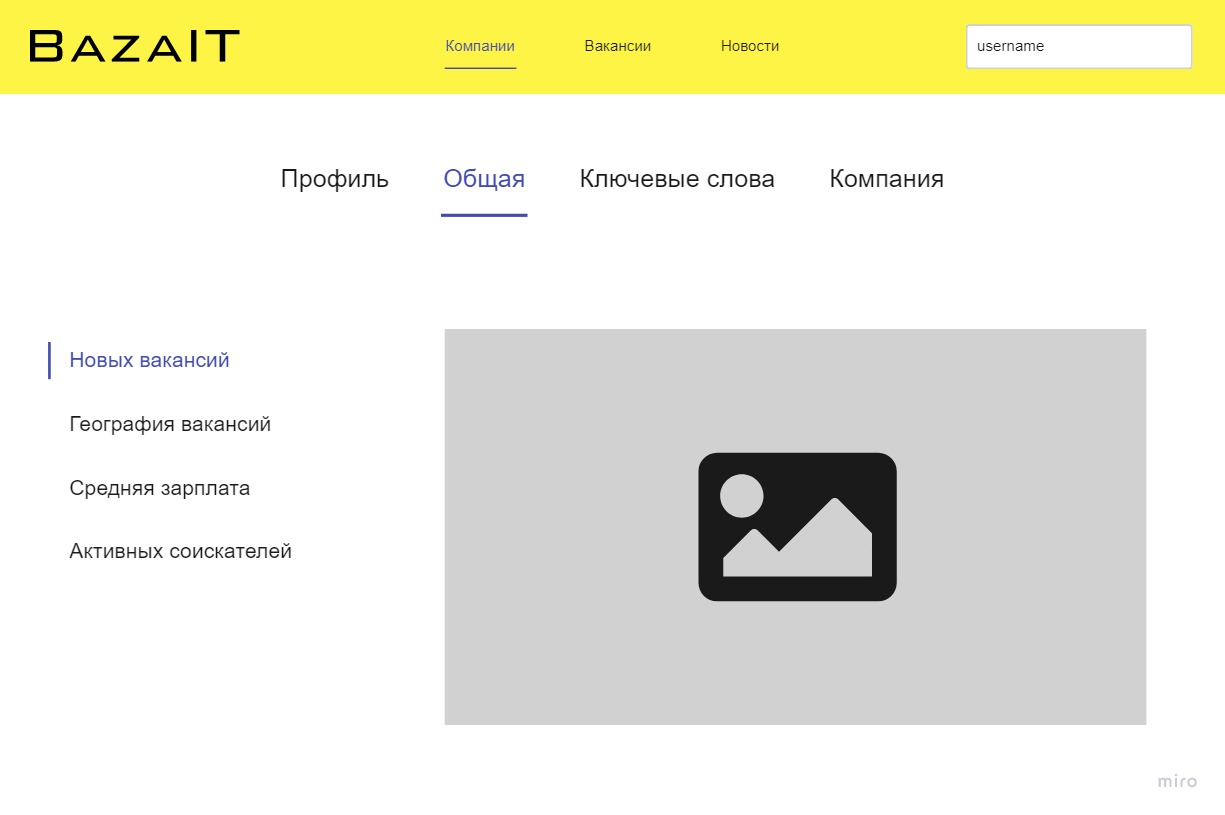 BAZAIT
Компании Вакансии Новости username
Профиль Общая Ключевые слова Компания
Новых вакансий
География вакансий
Средняя зарплата
Активных соискателей
miro